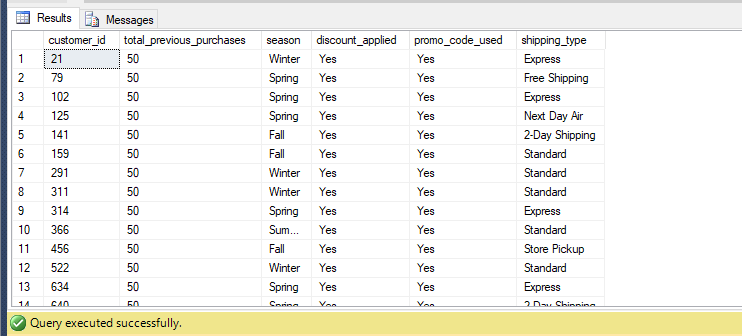 Results Messages
customer_id total_previous_purchases season discount_applied promo_code_used shipping_type
1 21 50 Winter Yes Yes Express
2 79 50 Spring Yes Yes Free Shipping
3 102 50 Spring Yes Yes Express
4 125 50 Spring Yes Yes Next Day Air
5 141 50 Fall Yes Yes 2-Day Shipping
6 159 50 Fall Yes Yes Standard
7 291 50 Winter Yes Yes Standard
8 311 50 Winter Yes Yes Standard
9 314 50 Spring Yes Yes Express
10 366 50 Sum... Yes Yes Standard
11 456 50 Fall Yes Yes Store Pickup
12 522 50 Winter Yes Yes Standard
13 634 50 Spring Yes Yes Express
14 640 50 Spring Yes Yes 2-Day Shipping
Query executed successfully.